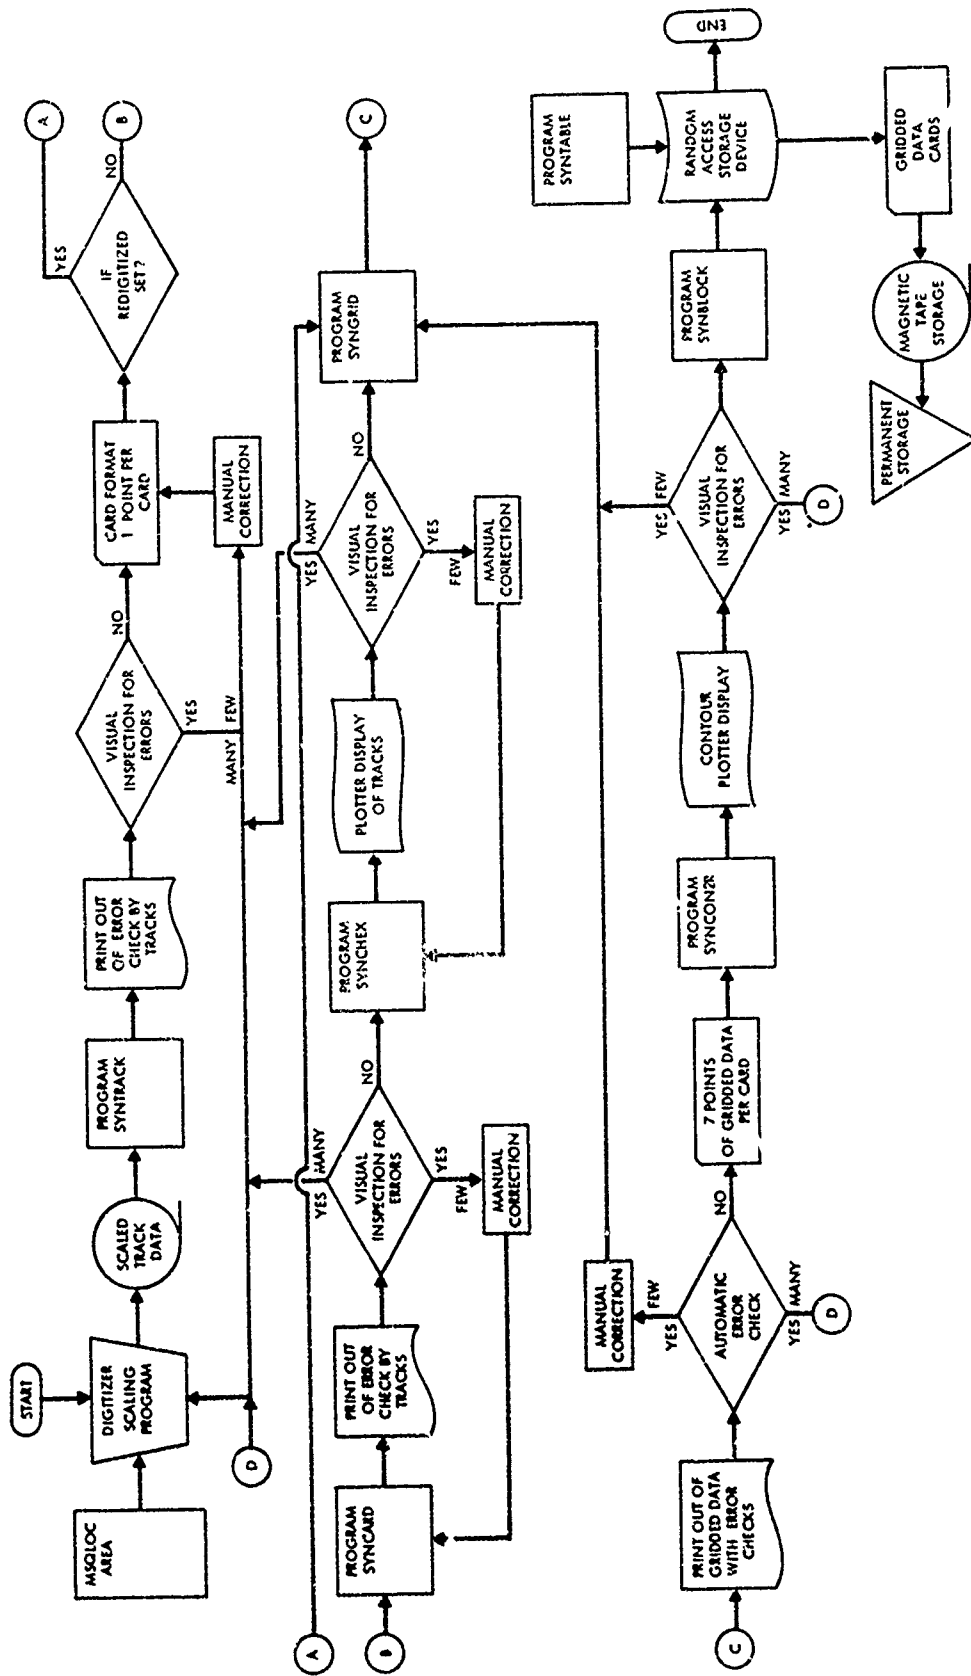 START
MSQLOC
AREA
DIGITIZER
SCALING
PROGRAM
SCALED
TRACK
DATA
PROGRAM
SYNTRACK
PRINT OUT
OF ERROR
CHECK BY
TRACKS
VISUAL
INSPECTION FOR
ERRORS
NO
YES
MANY
FEW
CARD FORMAT
1 POINT PER
CARD
MANUAL
CORRECTION
IF
REDIGITIZED
SET?
YES
NO
A
B
D
A
B
PROGRAM
SYNCARD
PRINT OUT
OF ERROR
CHECK BY
TRACKS
VISUAL
INSPECTION FOR
ERRORS
YES
MANY
NO
FEW
YES
MANUAL
CORRECTION
PROGRAM
SYNCHEX
PLOTTER DISPLAY
OF TRACKS
VISUAL
INSPECTION FOR
ERRORS
YES
MANY
NO
FEW
YES
MANUAL
CORRECTION
PROGRAM
SYNGRID
C
C
PRINT OUT OF
GRIDDED DATA
WITH ERROR
CHECKS
AUTOMATIC
ERROR
CHECK
YES
FEW
MANUAL
CORRECTION
NO
YES
MANY
D
7 POINTS
OF GRIDDED DATA
PER CARD
PROGRAM
SYNCON2R
CONTOUR
PLOTTER DISPLAY
VISUAL
INSPECTION FOR
ERRORS
YES
FEW
YES
MANY
D
PROGRAM
SYNBLOCK
PROGRAM
SYNTABLE
RANDOM
ACCESS
STORAGE
DEVICE
END
GRIDDED
DATA
CARDS
MAGNETIC
TAPE
STORAGE
PERMANENT
STORAGE